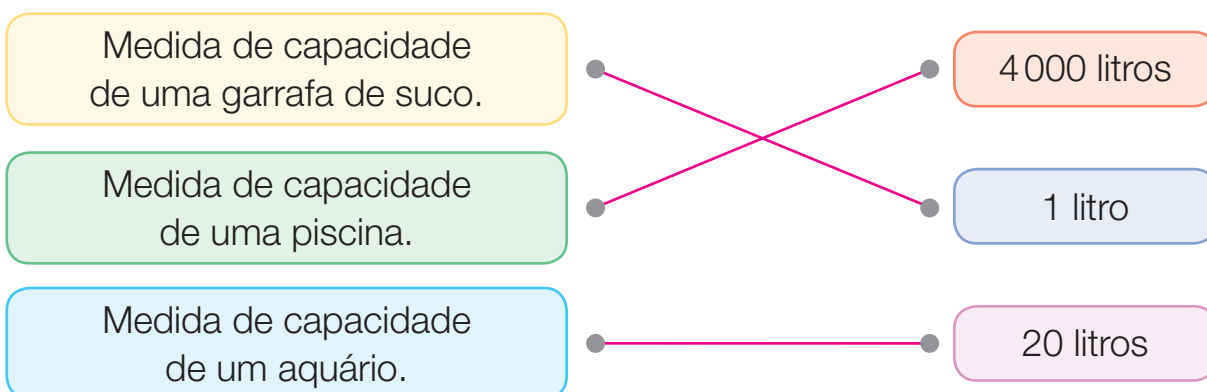 Medida de capacidade
de uma garrafa de suco.
4 000 litros
Medida de capacidade
de uma piscina.
1 litro
Medida de capacidade
de um aquário.
20 litros